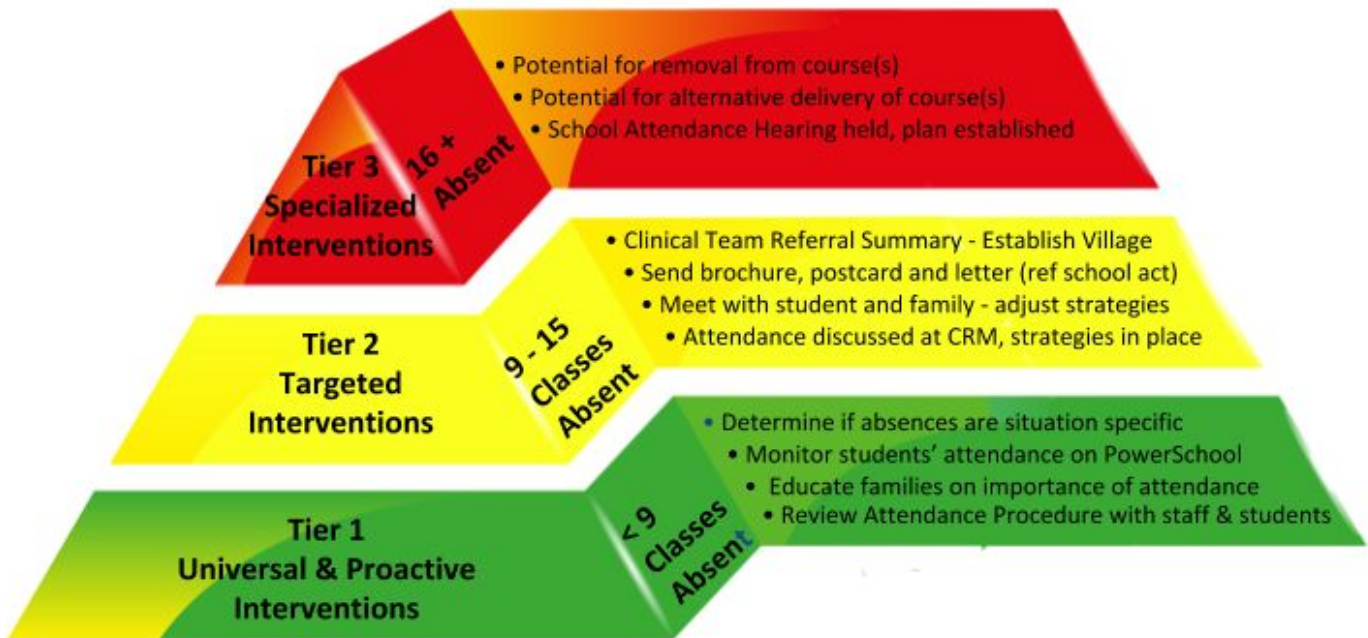 • Potential for removal from course(s)
• Potential for alternative delivery of course(s)
• School Attendance Hearing held, plan established
16 +
Absent
Tier 3
Specialized
Interventions
• Clinical Team Referral Summary - Establish Village
• Send brochure, postcard and letter (ref school act)
• Meet with student and family - adjust strategies
• Attendance discussed at CRM, strategies in place
9 - 15
Classes
Absent
Tier 2
Targeted
Interventions
• Determine if absences are situation specific
• Monitor students' attendance on PowerSchool
• Educate families on importance of attendance
• Review Attendance Procedure with staff & students
< 9
Classes
Absent
Tier 1
Universal & Proactive
Interventions